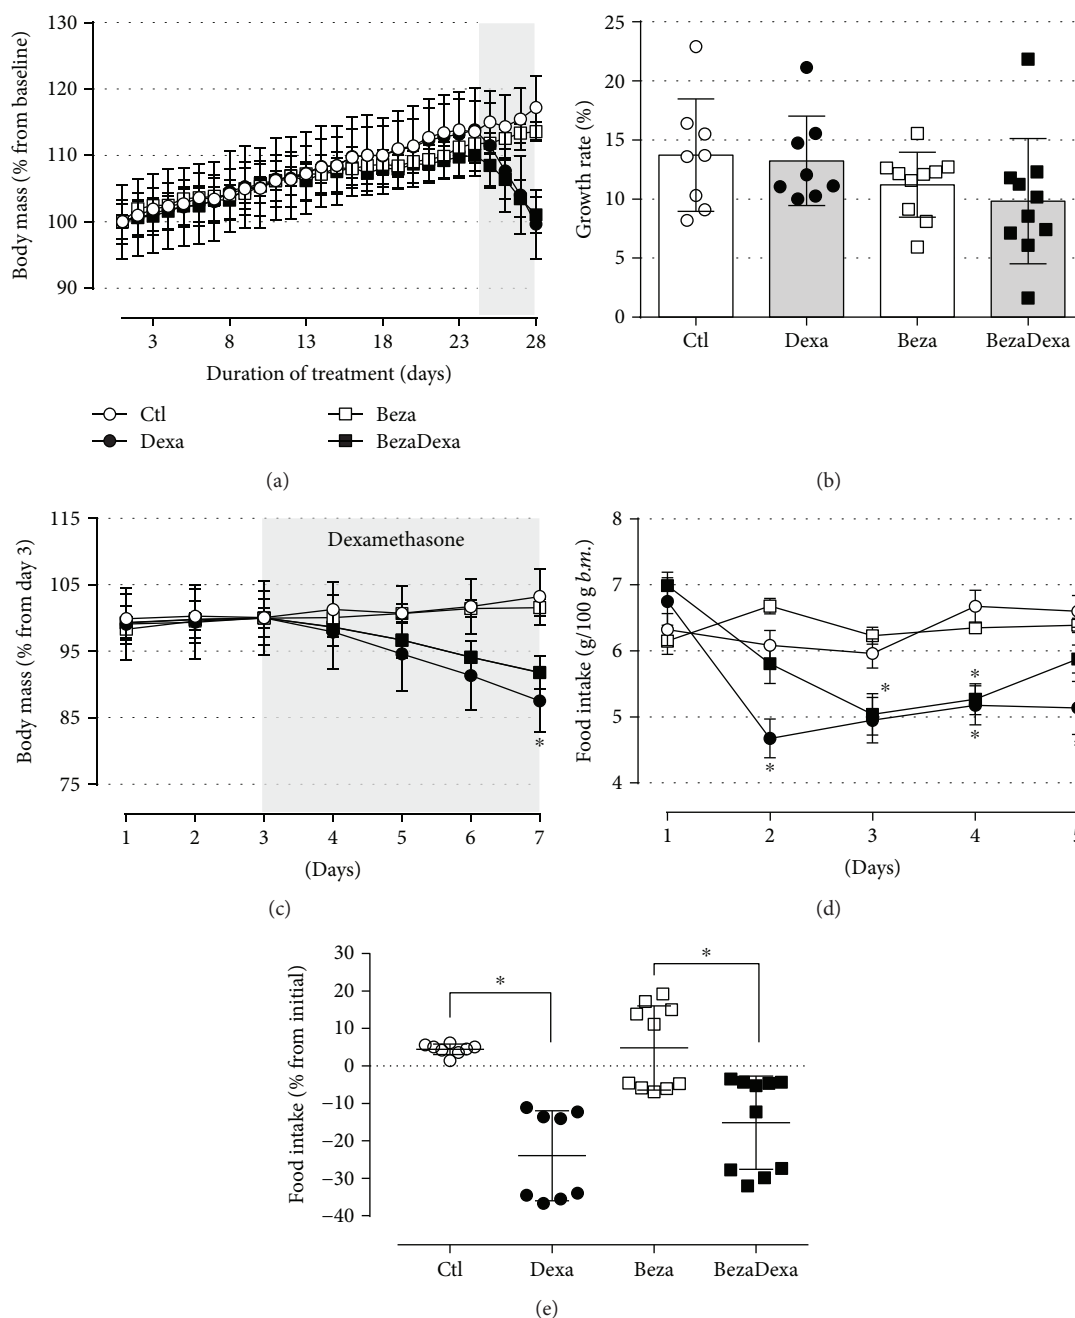 130
120
110
100
90
Body mass (% from baseline)
3
8
13
18
23
28
Duration of treatment (days)
Ctl
Dexa
Beza
BezaDexa
(a)
25
20
15
10
5
0
Growth rate (%)
Ctl
Dexa
Beza
BezaDexa
(b)
115
105
95
85
75
Body mass (% from day 3)
Dexamethasone
*
1
2
3
4
5
6
7
(Days)
(c)
8
7
6
5
4
Food intake (g/100 g b.m.)
*
*
*
*
1
2
3
4
(Days)
(d)
30
20
10
0
−10
−20
−30
−40
Food intake (% from initial)
*
*
Ctl
Dexa
Beza
BezaDexa
(e)